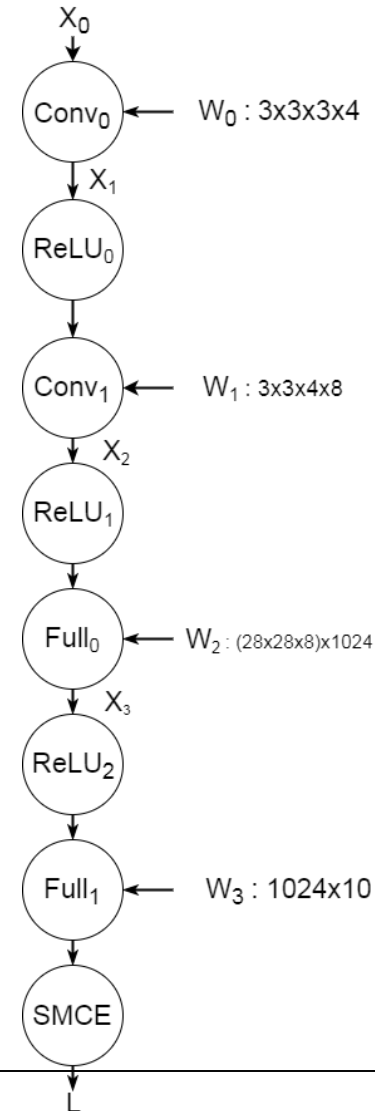 X₀
Conv₀
W₀ : 3x3x3x4
X₁
ReLU₀
Conv₁
W₁ : 3x3x4x8
X₂
ReLU₁
Full₀
W₂ : (28x28x8)x1024
X₃
ReLU₂
Full₁
W₃ : 1024x10
SMCE
L